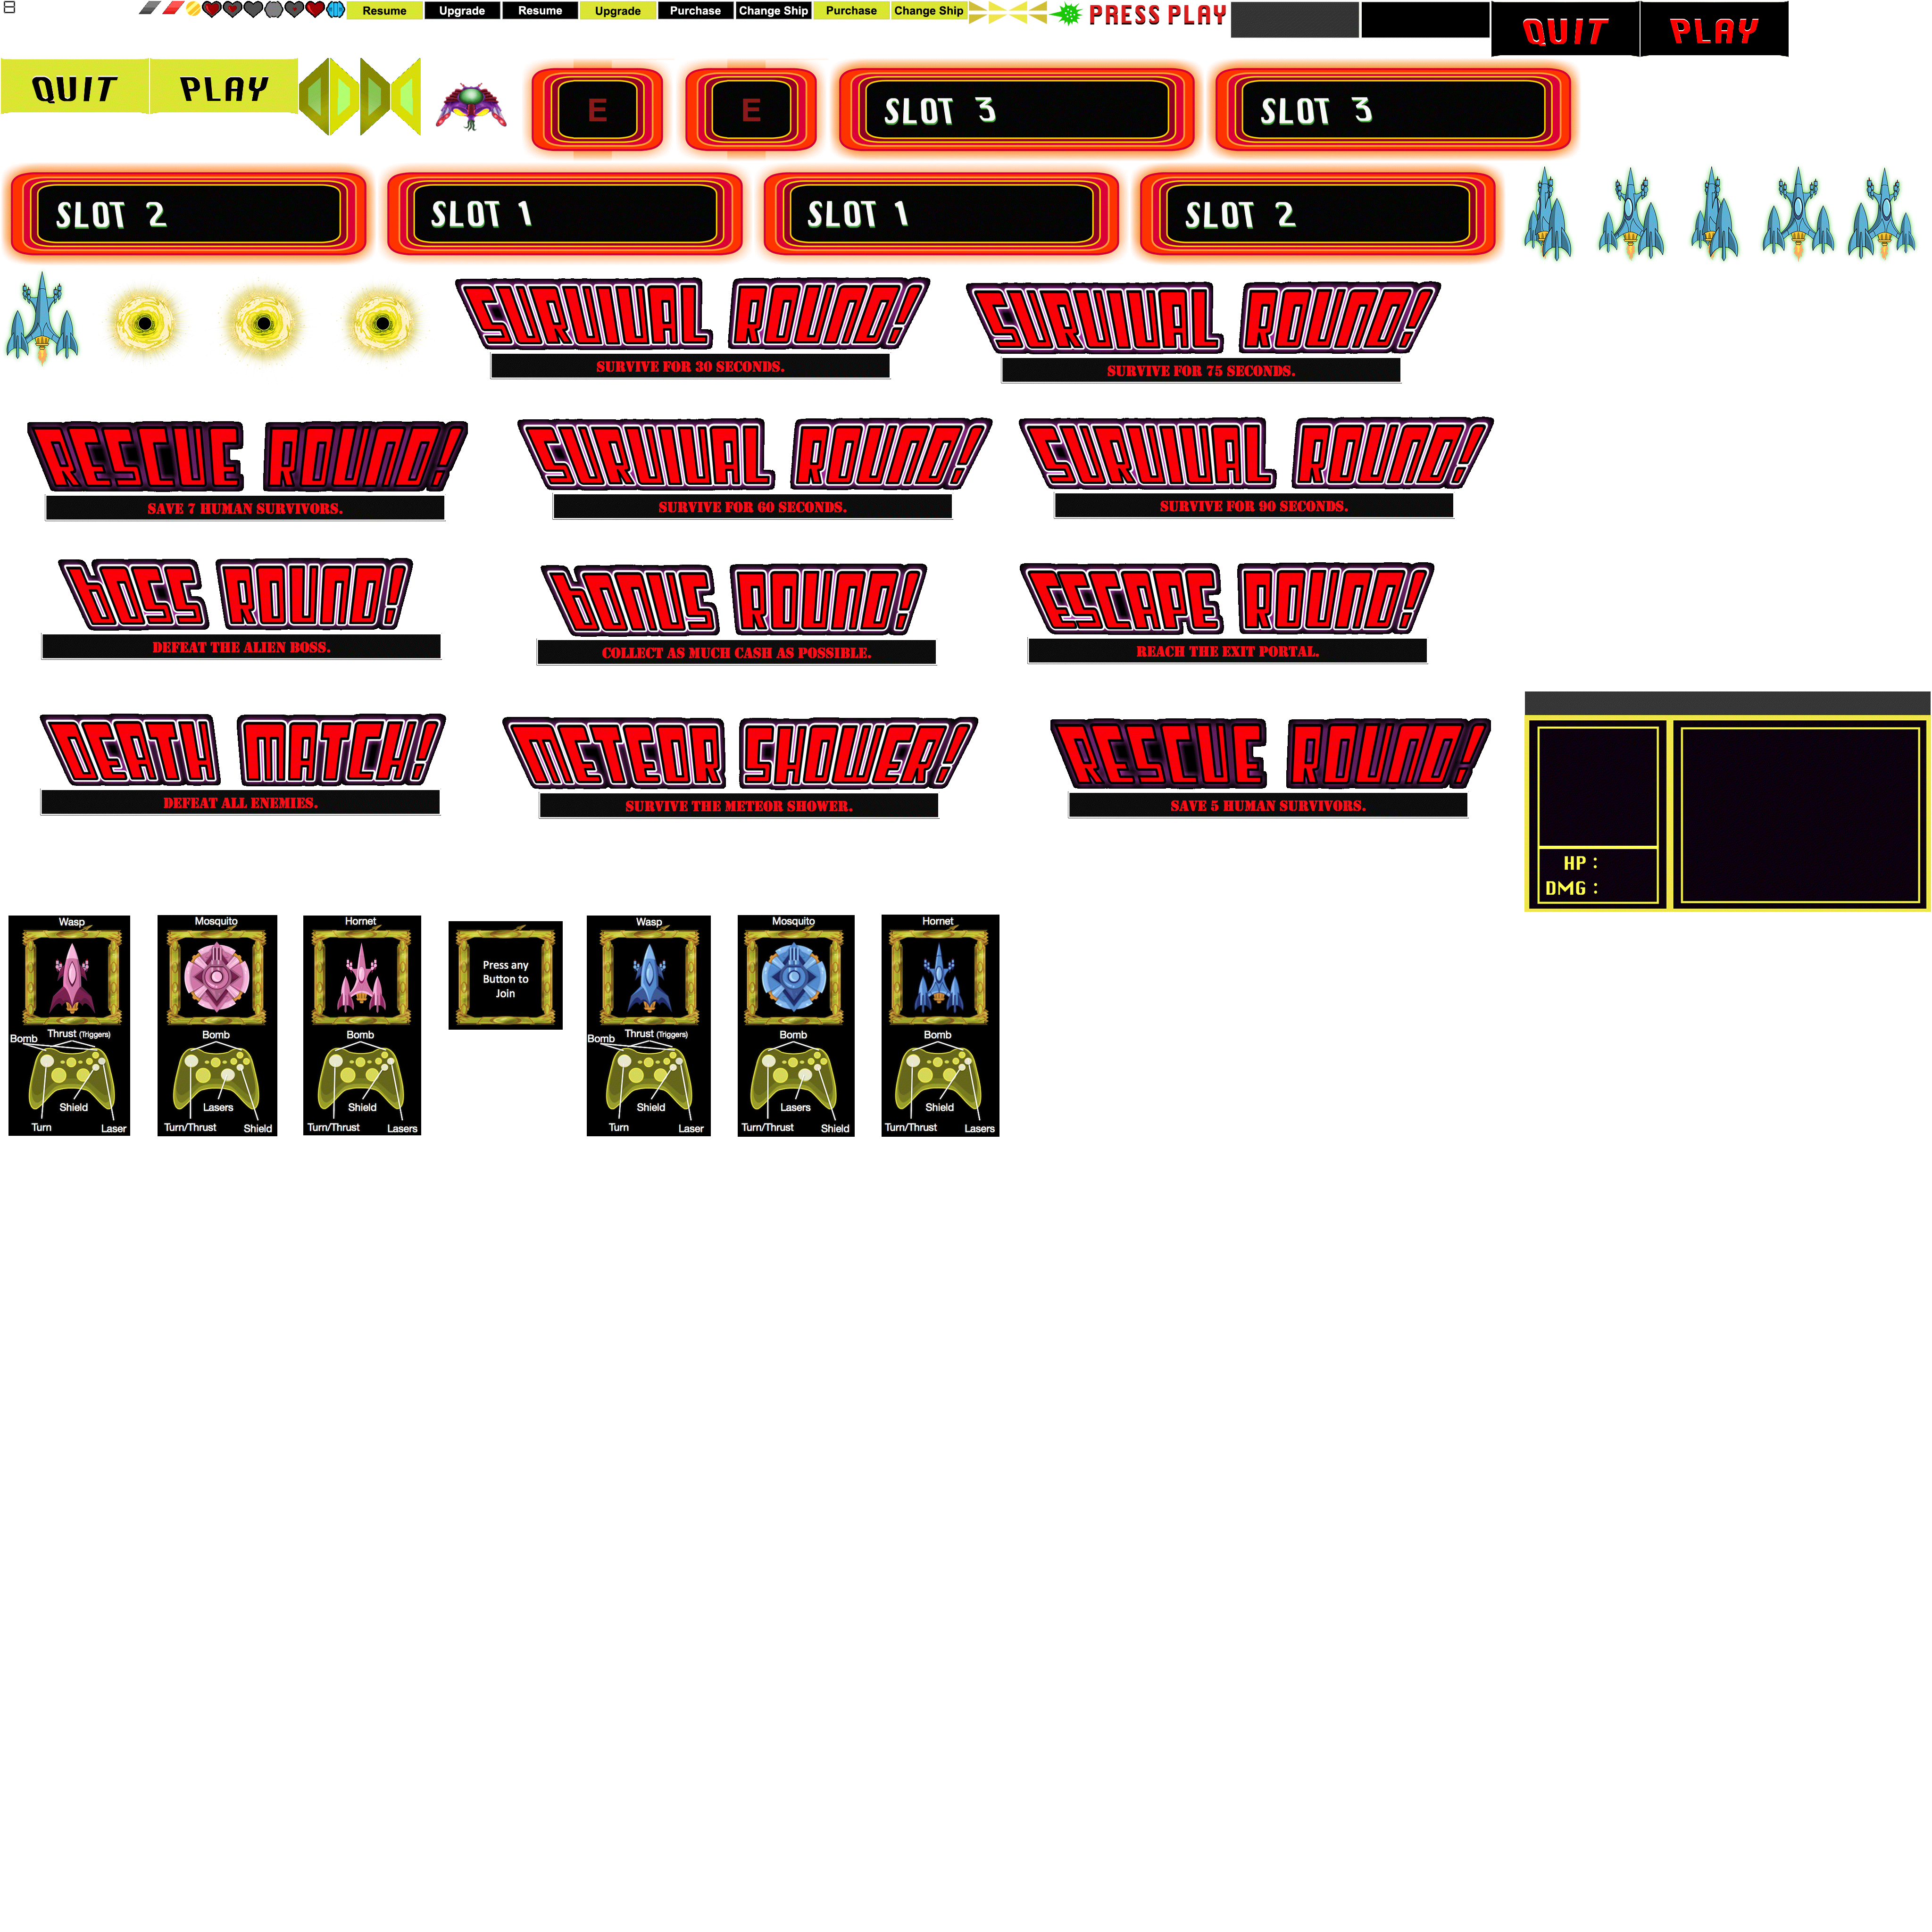 Resume
Upgrade
Resume
Upgrade
Purchase
Change Ship
Purchase
Change Ship
PRESS PLAY
QUIT
PLAY
QUIT
PLAY
E
E
SLOT 3
SLOT 3
SLOT 2
SLOT 1
SLOT 1
SLOT 2
SURVIVAL ROUND!
SURVIVE FOR 30 SECONDS.
SURVIVAL ROUND!
SURVIVE FOR 75 SECONDS.
RESCUE ROUND!
SAVE 7 HUMAN SURVIVORS.
SURVIVAL ROUND!
SURVIVE FOR 60 SECONDS.
SURVIVAL ROUND!
SURVIVE FOR 90 SECONDS.
BOSS ROUND!
DEFEAT THE ALIEN BOSS.
BONUS ROUND!
COLLECT AS MUCH CASH AS POSSIBLE.
ESCAPE ROUND!
REACH THE EXIT PORTAL.
DEATH MATCH!
DEFEAT ALL ENEMIES.
METEOR SHOWER!
SURVIVE THE METEOR SHOWER.
RESCUE ROUND!
SAVE 5 HUMAN SURVIVORS.
HP :
DMG :
Wasp
Thrust (Triggers)
Bomb
Shield
Turn
Laser
Mosquito
Bomb
Lasers
Turn/Thrust
Shield
Hornet
Bomb
Shield
Turn/Thrust
Lasers
Press any
Button to
Join
Wasp
Thrust (Triggers)
Bomb
Shield
Turn
Laser
Mosquito
Bomb
Lasers
Turn/Thrust
Shield
Hornet
Bomb
Shield
Turn/Thrust
Lasers